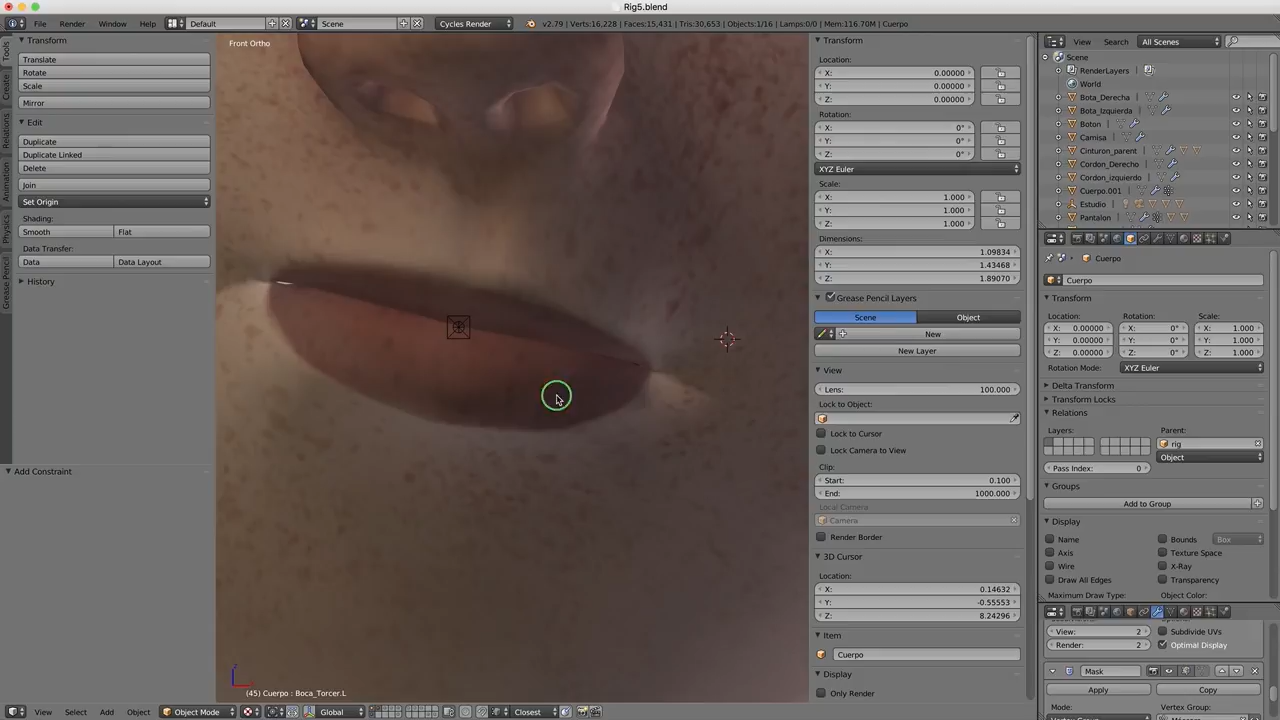 Rig5.blend
File
Render
Window
Help
Default
Scene
Cycles Render
v2.79 | Verts:16,228 | Faces:15,431 | Tris:30,653 | Objects:1/16 | Lamps:0/0 | Mem:116.70M | Cuerpo
Tools
Create
Relations
Animation
Physics
Grease Pencil
Transform
Translate
Rotate
Scale
Mirror
Edit
Duplicate
Duplicate Linked
Delete
Join
Set Origin
Shading:
Smooth
Flat
Data Transfer:
Data
Data Layout
History
Add Constraint
Front Ortho
(45) Cuerpo : Boca_Torcer.L
Transform
Location:
X: 0.00000
Y: 0.00000
Z: 0.00000
Rotation:
X: 0°
Y: 0°
Z: 0°
XYZ Euler
Scale:
X: 1.000
Y: 1.000
Z: 1.000
Dimensions:
X: 1.09834
Y: 1.43468
Z: 1.89070
Grease Pencil Layers
Scene
Object
New
New Layer
View
Lens: 100.000
Lock to Object:
Lock to Cursor
Lock Camera to View
Clip:
Start: 0.100
End: 1000.000
Local Camera
Camera
Render Border
3D Cursor
Location:
X: 0.14632
Y: -0.55553
Z: 8.24296
Item
Cuerpo
Display
Only Render
View
Search
All Scenes
Scene
RenderLayers
World
Bota_Derecha
Bota_Izquierda
Boton
Camisa
Cinturon_parent
Cordon_Derecho
Cordon_izquierdo
Cuerpo.001
Estudio
Pantalon
Cuerpo
Cuerpo
Transform
Location: Rotation: Scale:
X: 0.00000 X: 0° X: 1.000
Y: 0.00000 Y: 0° Y: 1.000
Z: 0.00000 Z: 0° Z: 1.000
Rotation Mode: XYZ Euler
Delta Transform
Transform Locks
Relations
Layers: Parent:
rig
Object
Pass Index: 0
Groups
Add to Group
Display
Name Bounds Box
Axis Texture Space
Wire X-Ray
Draw All Edges Transparency
Maximum Draw Type: Object Color:
View: 2 Subdivide UVs
Render: 2 Optimal Display
Mask
Apply Copy
Mode: Vertex Group:
View
Select
Add
Object
Object Mode
Global
Closest